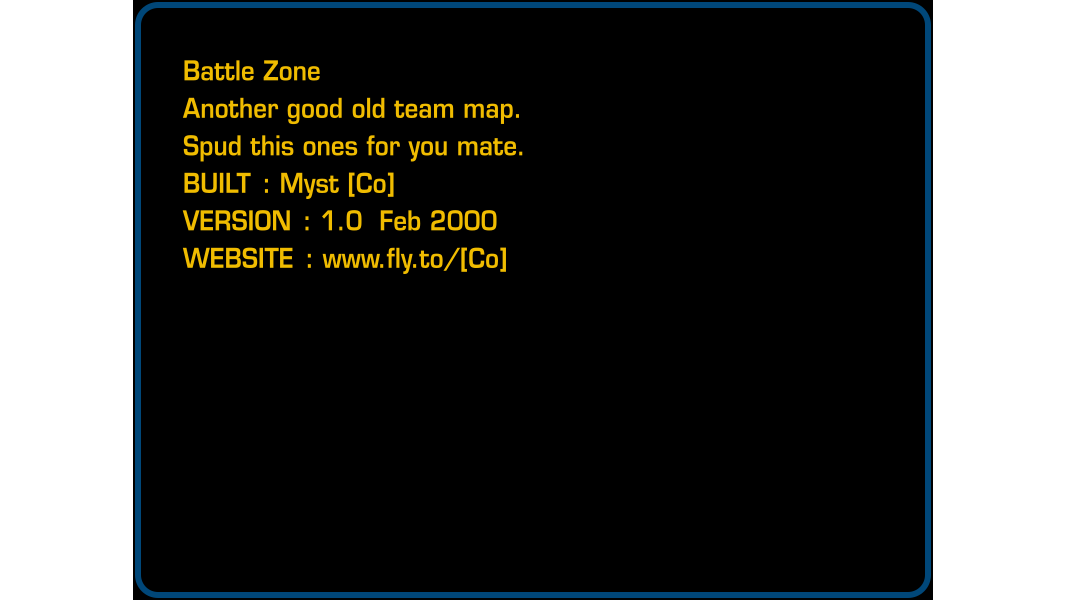 Battle Zone
Another good old team map.
Spud this ones for you mate.
BUILT : Myst [Co]
VERSION : 1.0 Feb 2000
WEBSITE : www.fly.to/[Co]